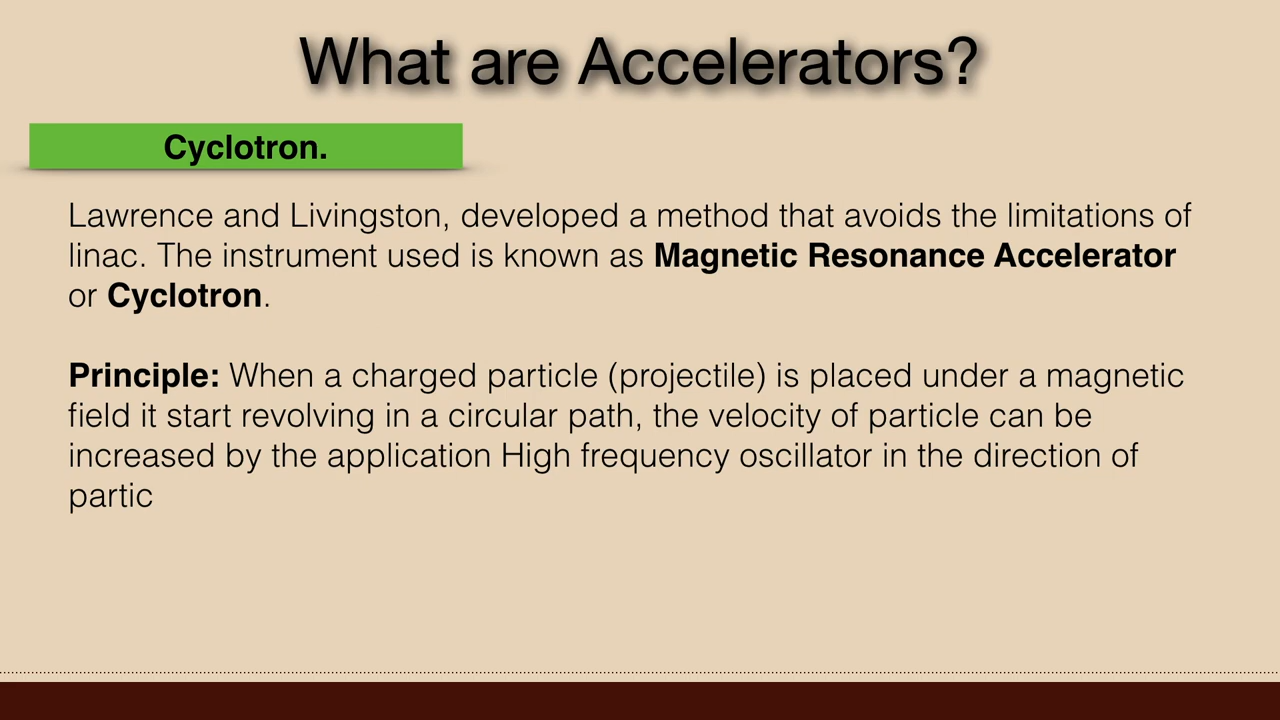 What are Accelerators?
Cyclotron.
Lawrence and Livingston, developed a method that avoids the limitations of
linac. The instrument used is known as Magnetic Resonance Accelerator
or Cyclotron.
Principle: When a charged particle (projectile) is placed under a magnetic
field it start revolving in a circular path, the velocity of particle can be
increased by the application High frequency oscillator in the direction of
partic